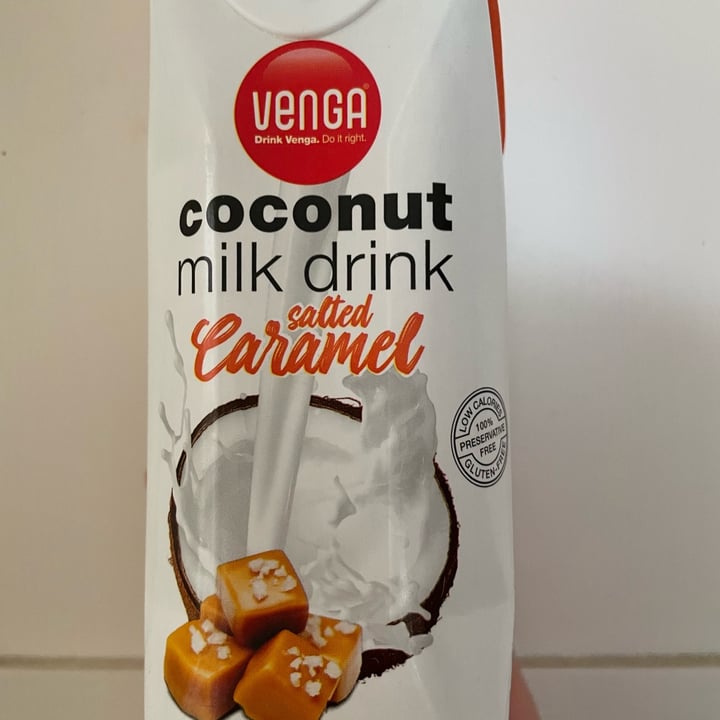 venGA
Drink Venga. Do it right.
coconut
milk drink
salted
Caramel
LOW CALORIES
100%
PRESERVATIVE
FREE
GLUTEN-FREE